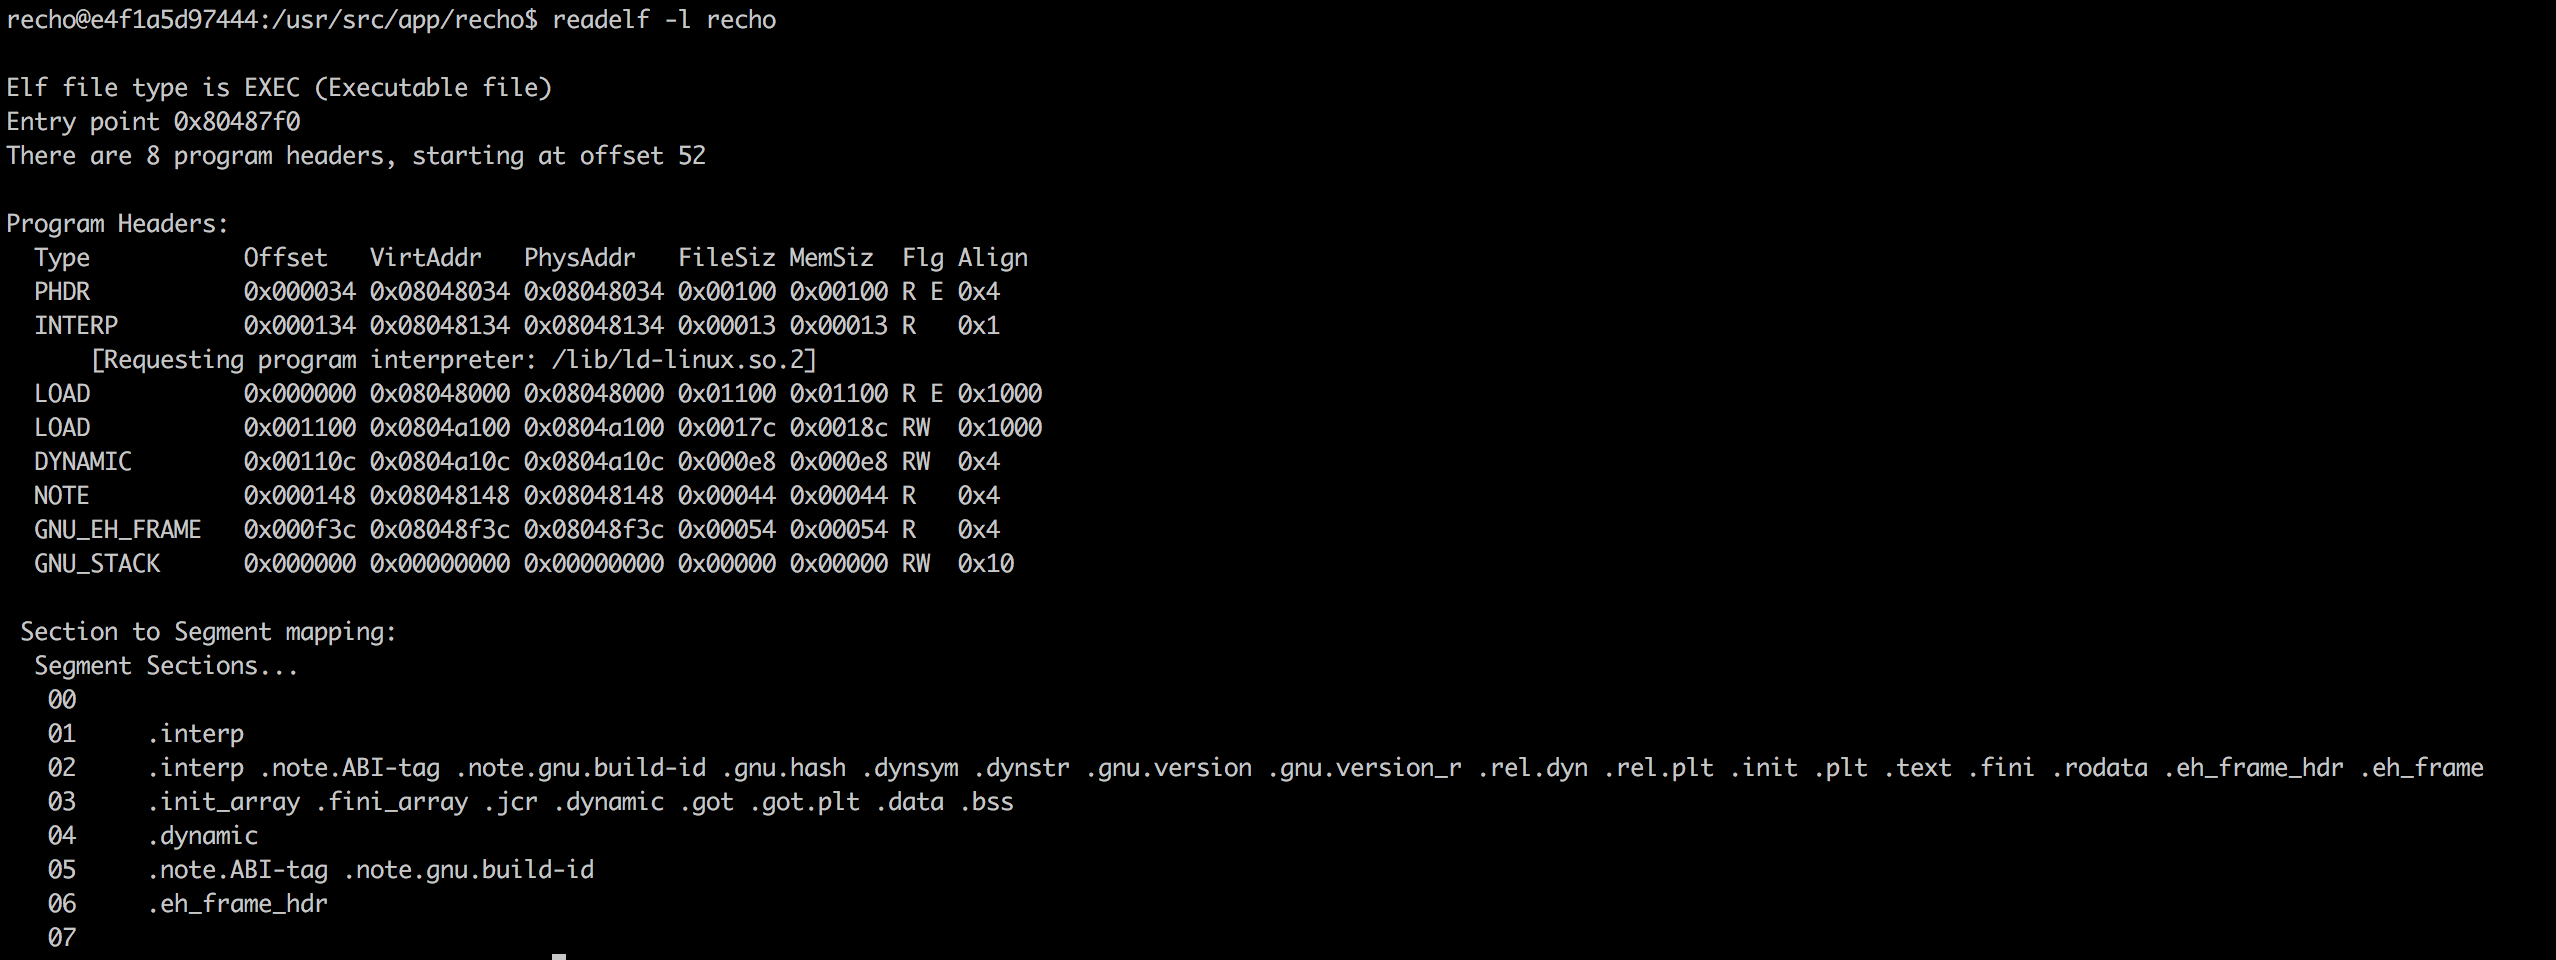 recho@e4f1a5d97444:/usr/src/app/recho$ readelf -l recho
Elf file type is EXEC (Executable file)
Entry point 0x80487f0
There are 8 program headers, starting at offset 52
Program Headers:
  Type           Offset   VirtAddr   PhysAddr   FileSiz MemSiz  Flg Align
  PHDR           0x000034 0x08048034 0x08048034 0x00100 0x00100 R E 0x4
  INTERP         0x000134 0x08048134 0x08048134 0x00013 0x00013 R   0x1
      [Requesting program interpreter: /lib/ld-linux.so.2]
  LOAD           0x000000 0x08048000 0x08048000 0x01100 0x01100 R E 0x1000
  LOAD           0x001100 0x0804a100 0x0804a100 0x0017c 0x0018c RW  0x1000
  DYNAMIC        0x00110c 0x0804a10c 0x0804a10c 0x000e8 0x000e8 RW  0x4
  NOTE           0x000148 0x08048148 0x08048148 0x00044 0x00044 R   0x4
  GNU_EH_FRAME   0x000f3c 0x08048f3c 0x08048f3c 0x00054 0x00054 R   0x4
  GNU_STACK      0x000000 0x00000000 0x00000000 0x00000 0x00000 RW  0x10
 Section to Segment mapping:
  Segment Sections...
   00
   01     .interp
   02     .interp .note.ABI-tag .note.gnu.build-id .gnu.hash .dynsym .dynstr .gnu.version .gnu.version_r .rel.dyn .rel.plt .init .plt .text .fini .rodata .eh_frame_hdr .eh_frame
   03     .init_array .fini_array .jcr .dynamic .got .got.plt .data .bss
   04     .dynamic
   05     .note.ABI-tag .note.gnu.build-id
   06     .eh_frame_hdr
   07